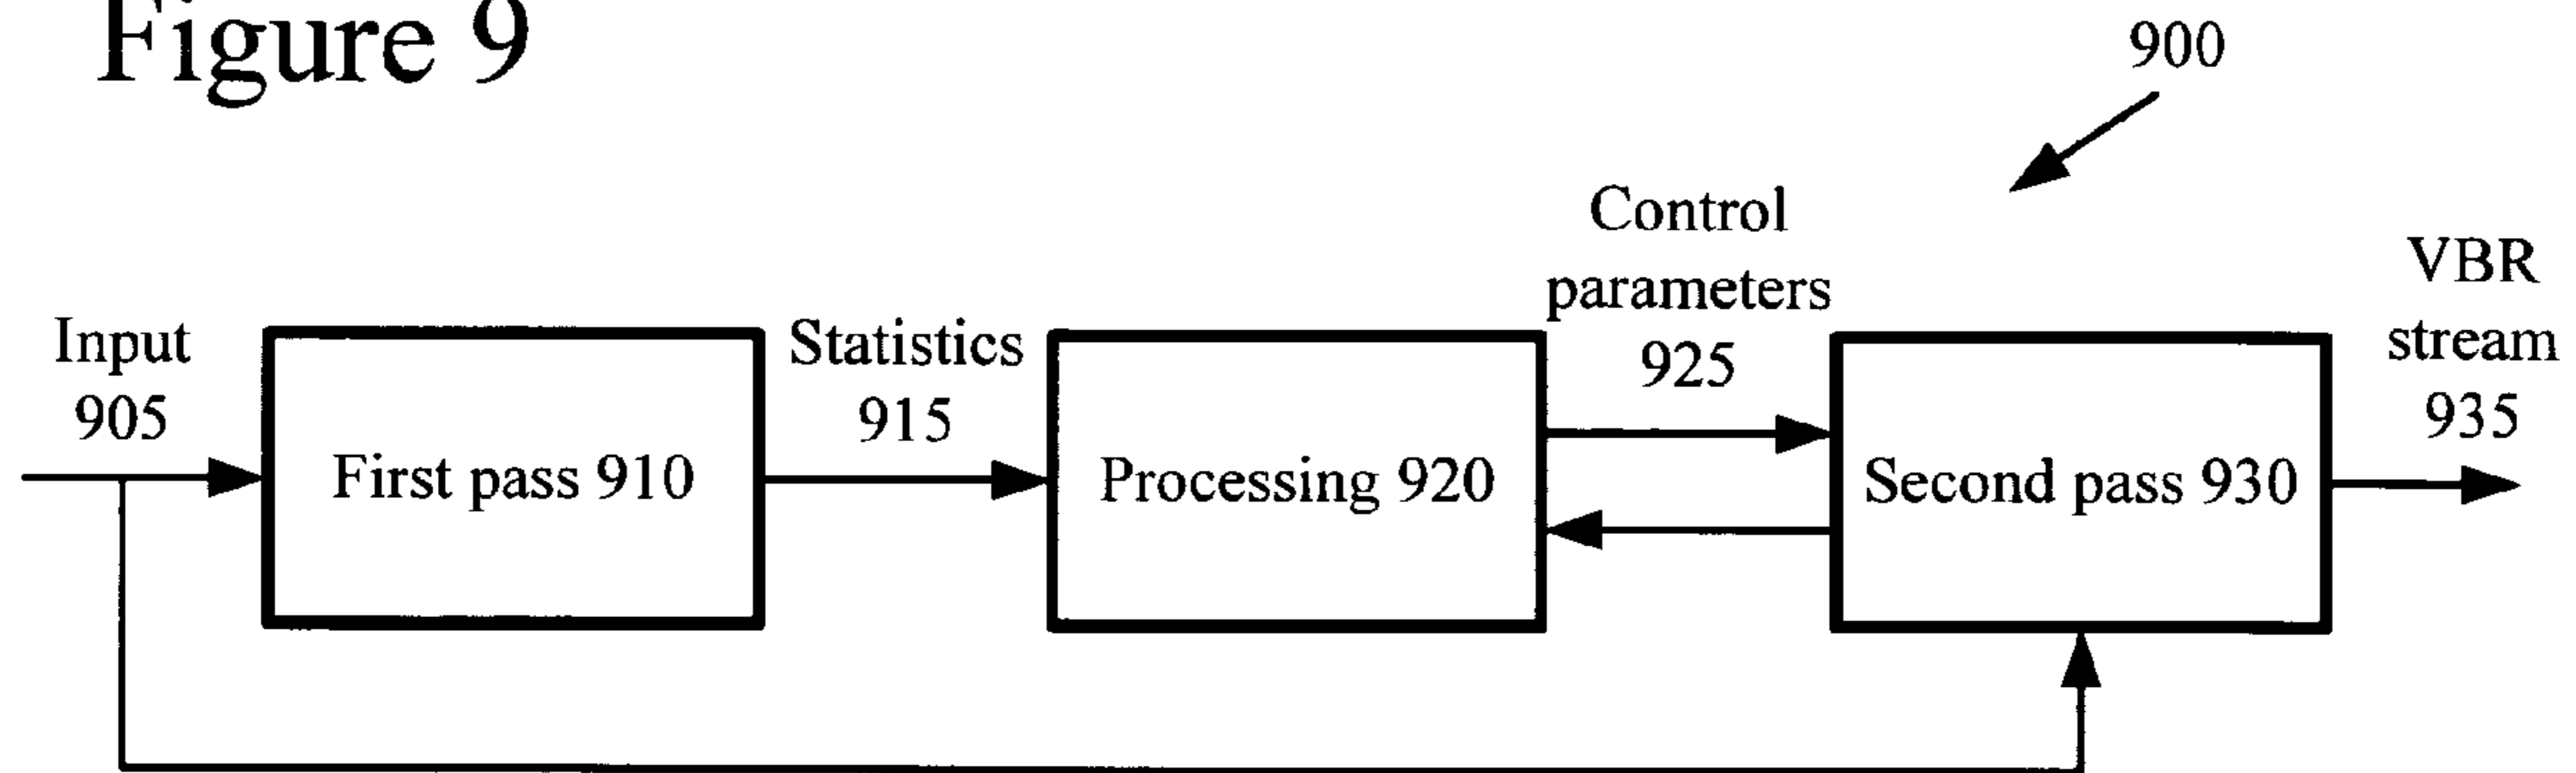 Figure 9
900
Input
905
First pass 910
Statistics
915
Processing 920
Control
parameters
925
Second pass 930
VBR
stream
935